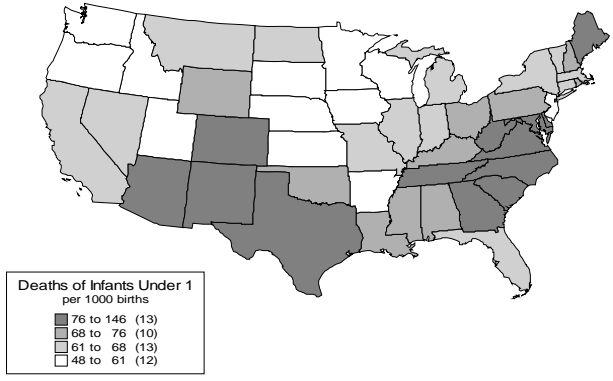 Deaths of Infants Under 1
per 1000 births
76 to 146 (13)
68 to 76 (10)
61 to 68 (13)
48 to 61 (12)